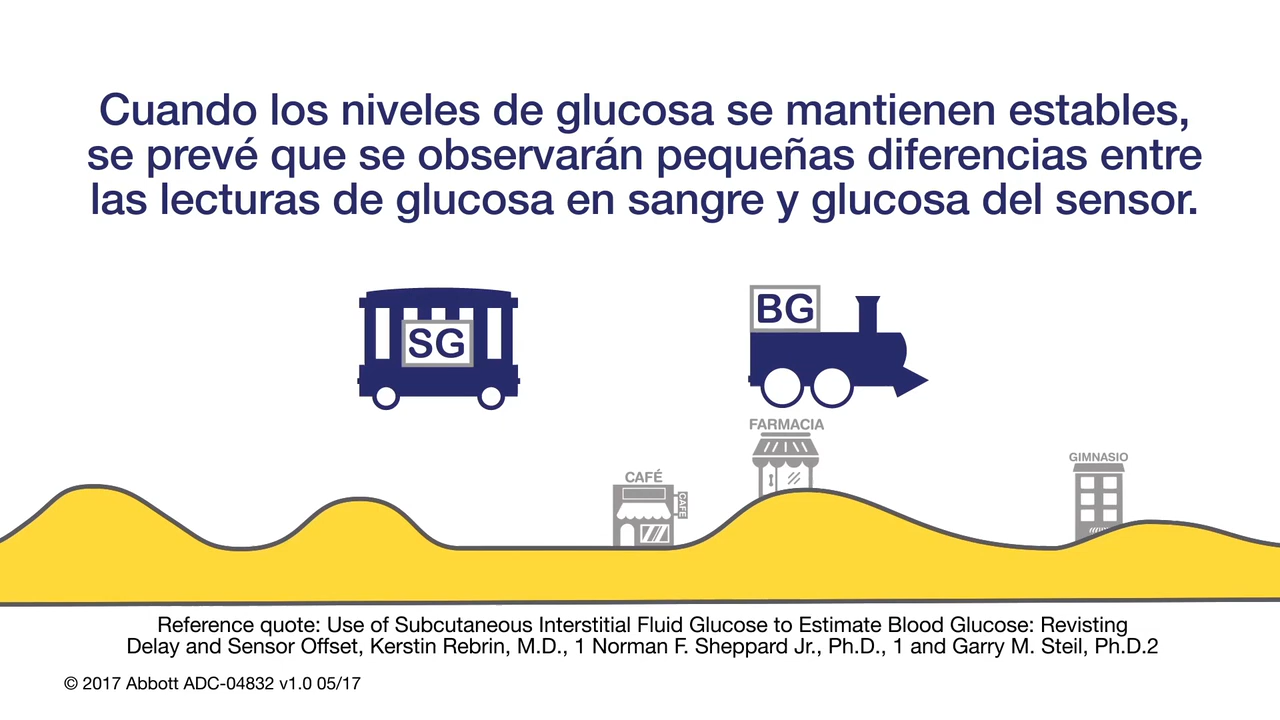 Cuando los niveles de glucosa se mantienen estables,
se prevé que se observarán pequeñas diferencias entre
las lecturas de glucosa en sangre y glucosa del sensor.
SG
BG
FARMACIA
CAFÉ
CAFÉ
GIMNASIO
Reference quote: Use of Subcutaneous Interstitial Fluid Glucose to Estimate Blood Glucose: Revisting
Delay and Sensor Offset, Kerstin Rebrin, M.D., 1 Norman F. Sheppard Jr., Ph.D., 1 and Garry M. Steil, Ph.D.2
© 2017 Abbott ADC-04832 v1.0 05/17